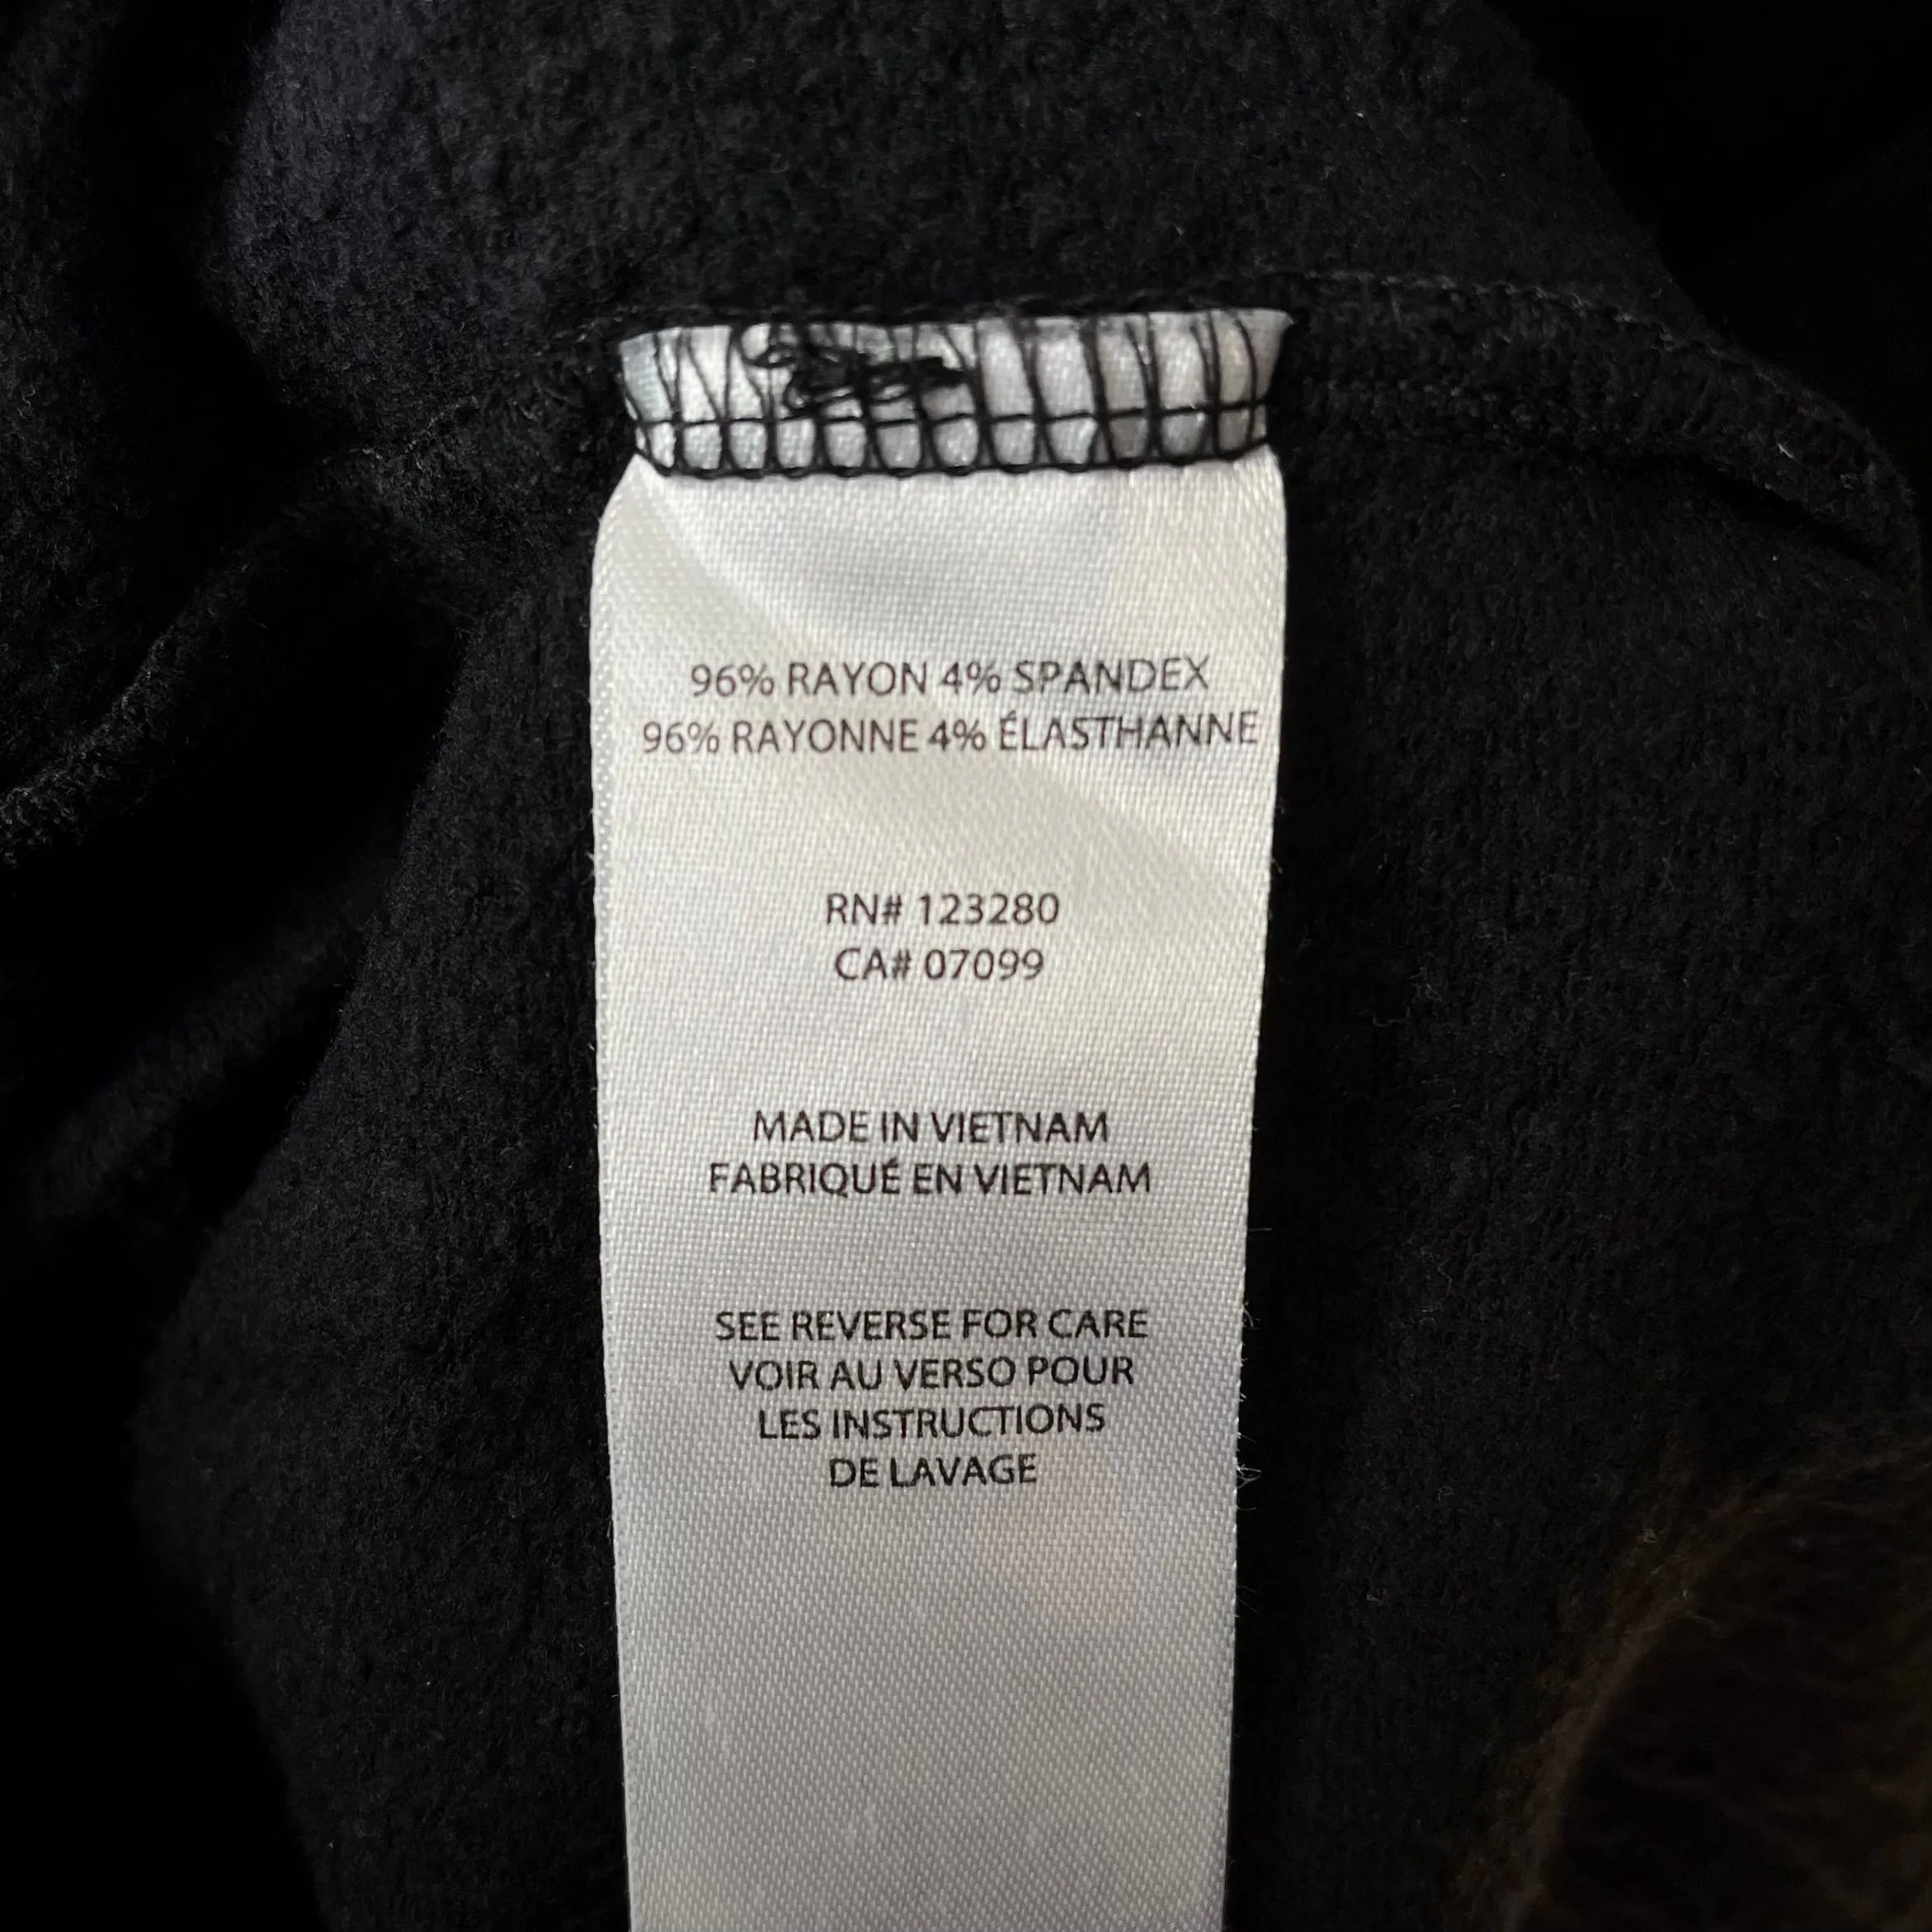 96% RAYON 4% SPANDEX
96% RAYONNE 4% ÉLASTHANNE
RN# 123280
CA# 07099
MADE IN VIETNAM
FABRIQUÉ EN VIETNAM
SEE REVERSE FOR CARE
VOIR AU VERSO POUR
LES INSTRUCTIONS
DE LAVAGE